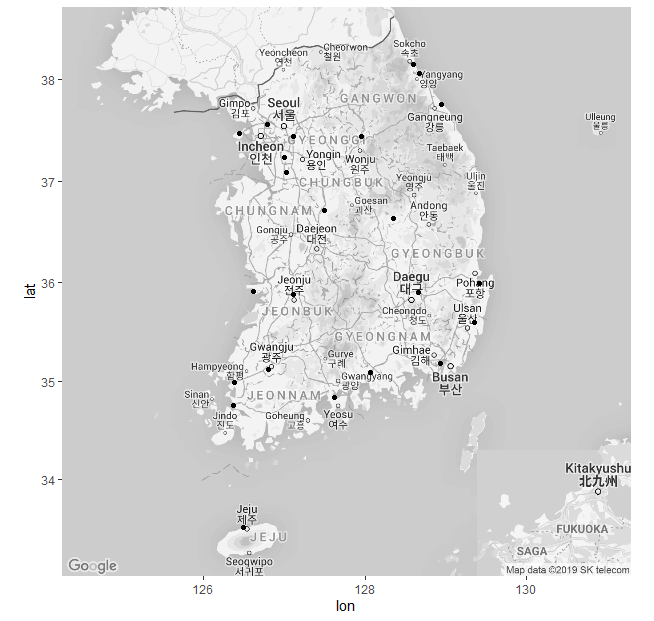 Sokcho
속초
Cheorwon
철원
Yeoncheon
연천
Yangyang
양양
38
GANGWON
Gimpo
김포
Seoul
서울
Gangneung
강릉
Ulleung
울릉
GYEONGGI
Incheon
인천
Yongin
용인
Wonju
원주
Taebaek
태백
37
CHUNGBUK
Yeongju
영주
Uljin
울진
CHUNGNAM
Goesan
괴산
Andong
안동
Gongju
공주
Daejeon
대전
GYEONGBUK
36
Jeonju
전주
Daegu
대구
Pohang
포항
JEONBUK
Cheongdo
청도
Ulsan
울산
GYEONGNAM
Gwangju
광주
Gurye
구례
Gimhae
김해
Hampyeong
함평
Gwangyang
광양
Busan
부산
35
Sinan
신안
JEONNAM
Jindo
진도
Goheung
고흥
Yeosu
여수
34
Kitakyushu
北九州
Jeju
제주
JEJU
FUKUOKA
SAGA
Seogwipo
서귀포
Google
Map data ©2019 SK telecom
126
128
130
lon
lat